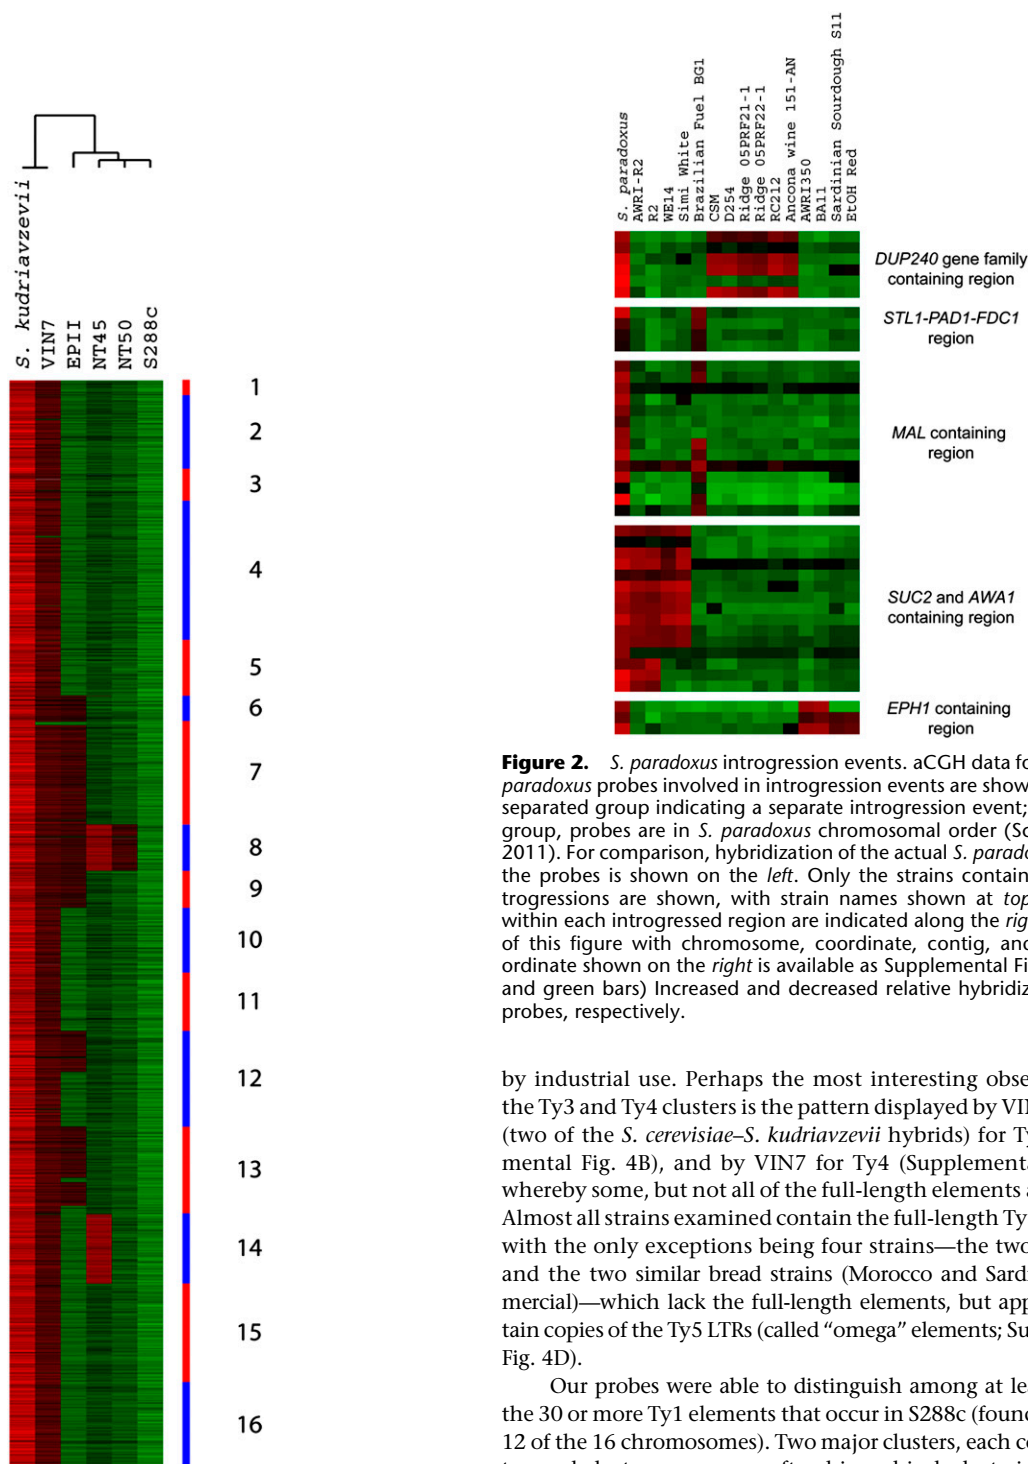 S. kudriavzevii
VIN7
EPII
NT45
NT50
S288c
1
2
3
4
5
6
7
8
9
10
11
12
13
14
15
16
S. paradoxus
AWRI-R2
R2
WE14
Simi White
Brazilian Fuel BG1
CSM
D254
Ridge 05PRF21-1
Ridge 05PRF22-1
RC212
Ancona wine 151-AN
AWRI350
BA11
Sardinian Sourdough S11
EtOH Red
DUP240 gene family
containing region
STL1-PAD1-FDC1
region
MAL containing
region
SUC2 and AWA1
containing region
EPH1 containing
region
Figure 2. S. paradoxus introgression events. aCGH data fo
paradoxus probes involved in introgression events are show
separated group indicating a separate introgression event;
group, probes are in S. paradoxus chromosomal order (Sc
2011). For comparison, hybridization of the actual S. parado
the probes is shown on the left. Only the strains contain
trogressions are shown, with strain names shown at top
within each introgressed region are indicated along the rig
of this figure with chromosome, coordinate, contig, and
ordinate shown on the right is available as Supplemental Fi
and green bars) Increased and decreased relative hybridiz
probes, respectively.
by industrial use. Perhaps the most interesting obse
the Ty3 and Ty4 clusters is the pattern displayed by VI
(two of the S. cerevisiae–S. kudriavzevii hybrids) for Ty
mental Fig. 4B), and by VIN7 for Ty4 (Supplementa
whereby some, but not all of the full-length elements a
Almost all strains examined contain the full-length Ty
with the only exceptions being four strains—the two
and the two similar bread strains (Morocco and Sardi
mercial)—which lack the full-length elements, but app
tain copies of the Ty5 LTRs (called “omega” elements; Su
Fig. 4D).
Our probes were able to distinguish among at lea
the 30 or more Ty1 elements that occur in S288c (found
12 of the 16 chromosomes). Two major clusters, each co